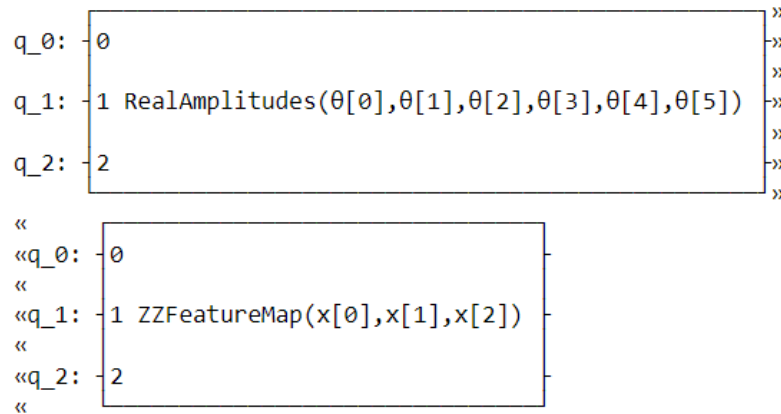 »
q_0: 0 »
»
q_1: 1 RealAmplitudes(θ[0],θ[1],θ[2],θ[3],θ[4],θ[5]) »
»
q_2: 2 »
»
«
«q_0: 0
«
«q_1: 1 ZZFeatureMap(x[0],x[1],x[2])
«
«q_2: 2
«